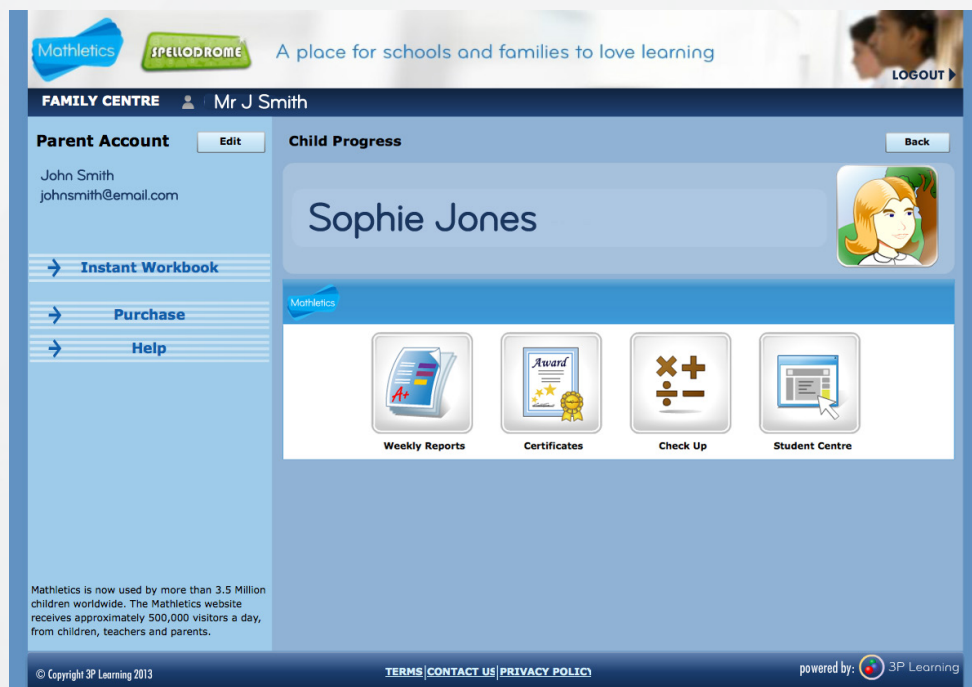 Mathletics
SPELLODROME
A place for schools and families to love learning
LOGOUT
FAMILY CENTRE
Mr J Smith
Parent Account
Edit
John Smith
johnsmith@email.com
Instant Workbook
Purchase
Help
Mathletics is now used by more than 3.5 Million
children worldwide. The Mathletics website
receives approximately 500,000 visitors a day,
from children, teachers and parents.
Child Progress
Back
Sophie Jones
Mathletics
A+
Weekly Reports
Award
Certificates
Check Up
Student Centre
© Copyright 3P Learning 2013
TERMS|CONTACT US|PRIVACY POLICY
powered by: 3P Learning